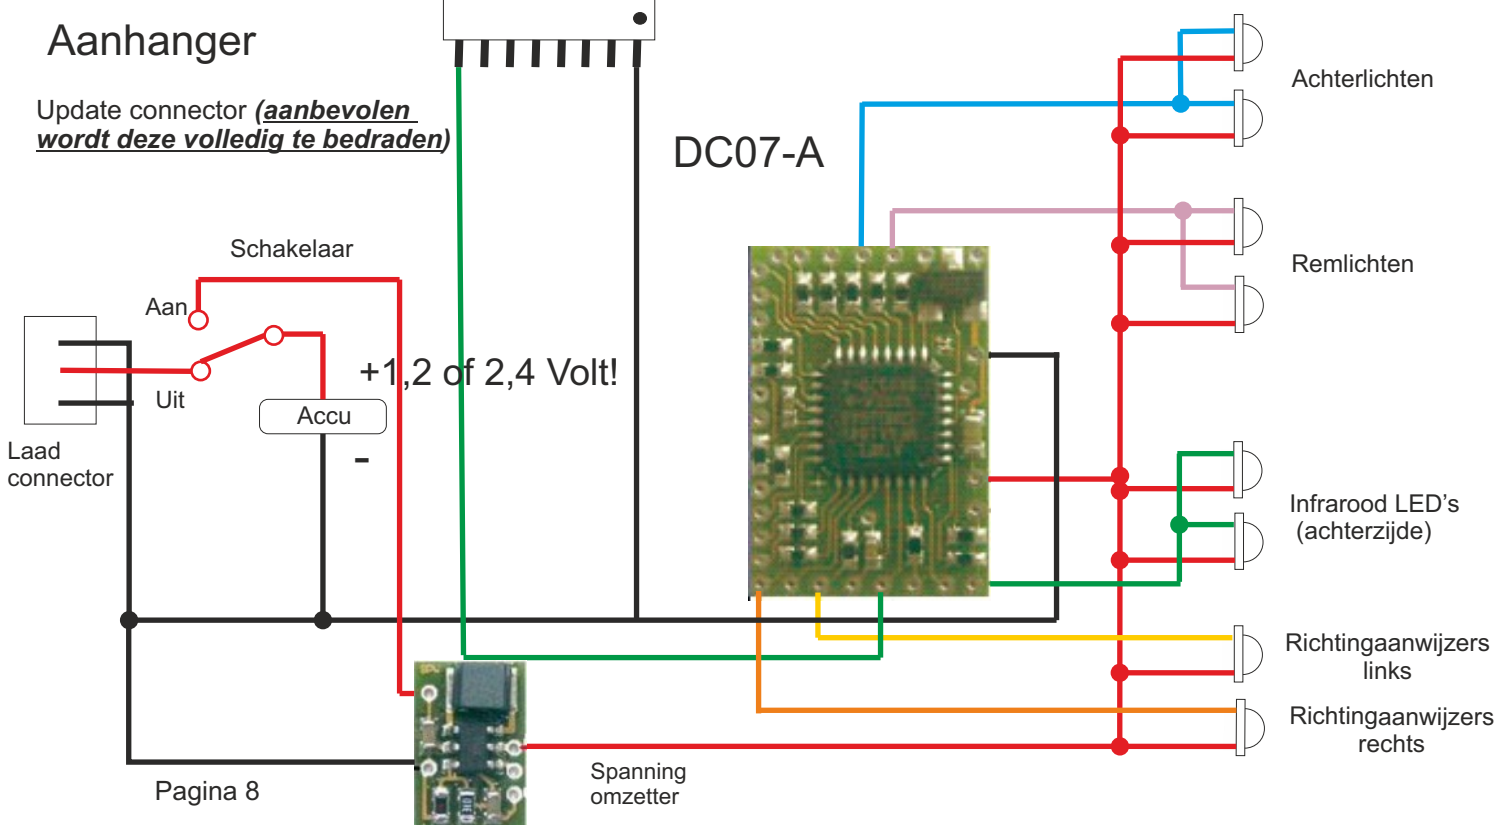 Aanhanger
Update connector (aanbevolen
wordt deze volledig te bedraden)
DC07-A
Achterlichten
Remlichten
Schakelaar
Aan
+1,2 of 2,4 Volt!
Uit
Accu
-
Laad
connector
Infrarood LED's
(achterzijde)
Richtingaanwijzers
links
Richtingaanwijzers
rechts
Spanning
omzetter
Pagina 8